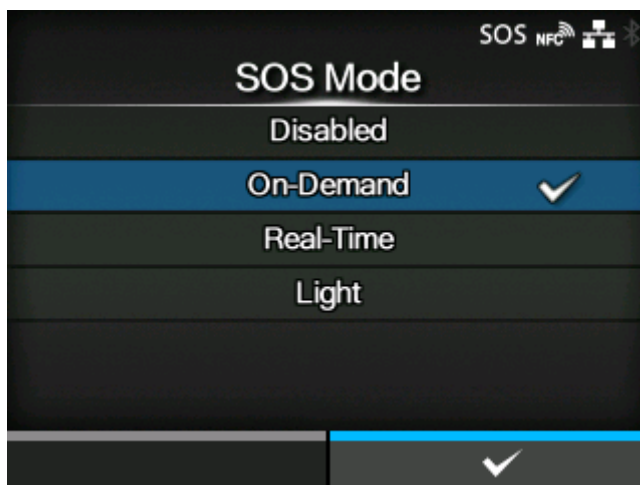 SOS NFC
SOS Mode
Disabled
On-Demand
Real-Time
Light